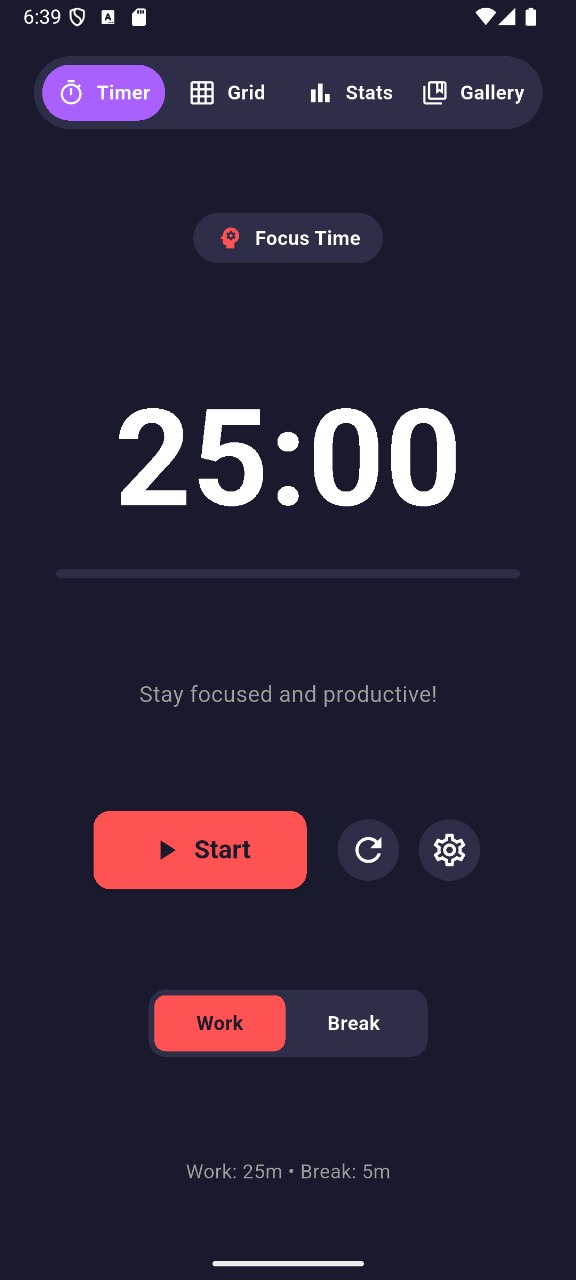 6:39
Timer Grid Stats Gallery
Focus Time
25:00
Stay focused and productive!
Start
Work Break
Work: 25m • Break: 5m